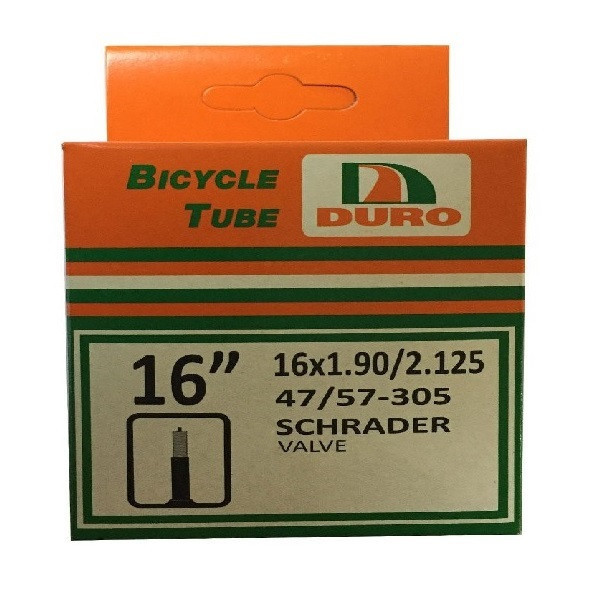 BICYCLE
TUBE
DURO
16”
16x1.90/2.125
47/57-305
SCHRADER
VALVE